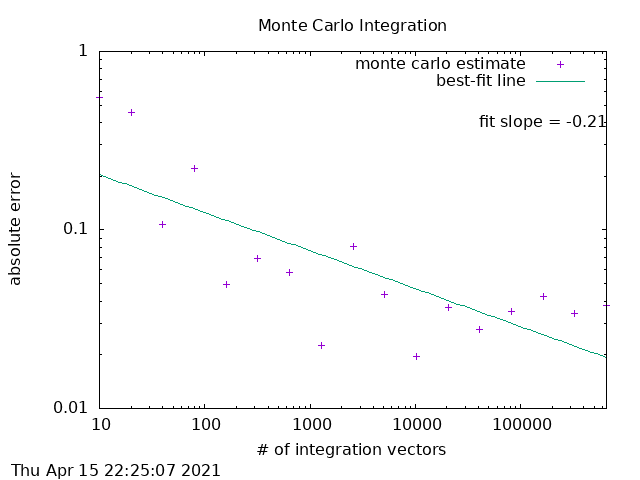 Monte Carlo Integration
1
monte carlo estimate
best-fit line
fit slope = -0.21
absolute error
0.1
0.01
10 100 1000 10000 100000
# of integration vectors
Thu Apr 15 22:25:07 2021